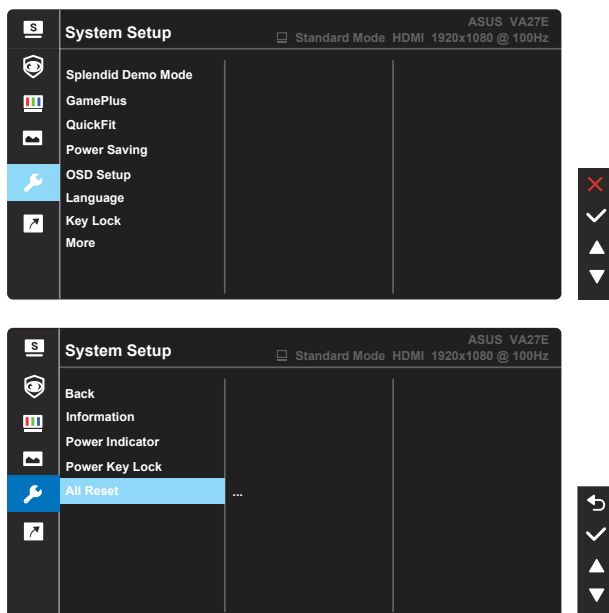 S
ASUS VA27E
System Setup
Standard Mode HDMI 1920x1080 @ 100Hz
Splendid Demo Mode
GamePlus
QuickFit
Power Saving
OSD Setup
Language
Key Lock
More
S
ASUS VA27E
System Setup
Standard Mode HDMI 1920x1080 @ 100Hz
Back
Information
Power Indicator
Power Key Lock
All Reset ...